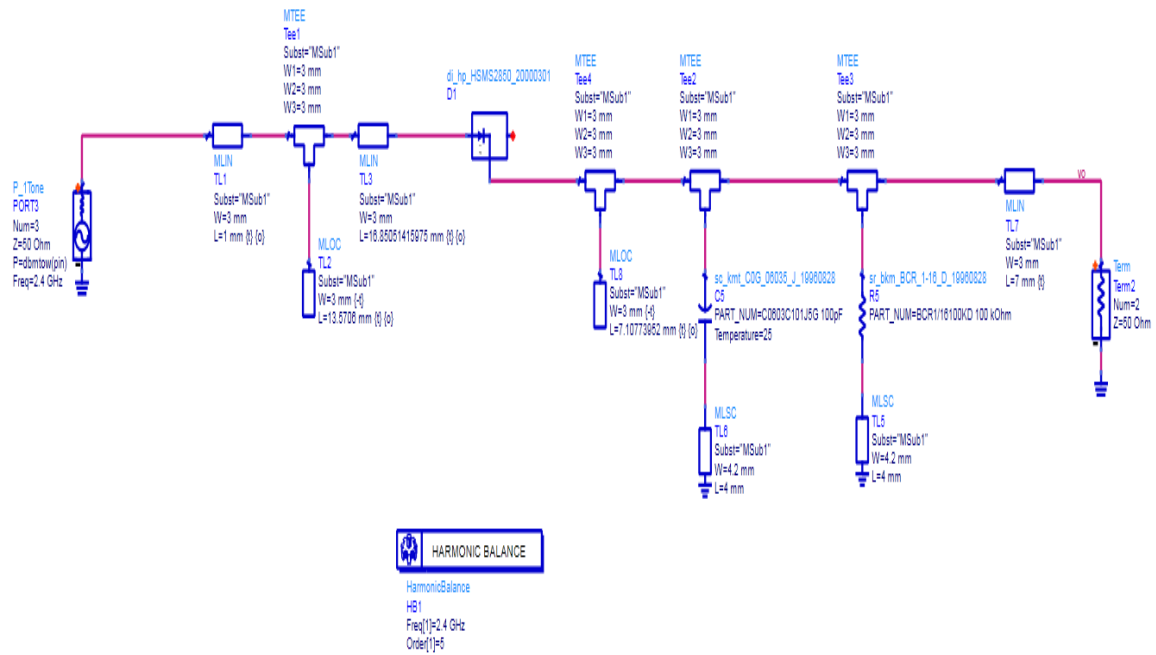 P_1Tone
PORT3
Num=3
Z=50 Ohm
P=dbmtow(pin)
Freq=2.4 GHz
MLIN
TL1
Subst="MSub1"
W=3 mm
L=1 mm {t} {o}
MTEE
Tee1
Subst="MSub1"
W1=3 mm
W2=3 mm
W3=3 mm
MLOC
TL2
Subst="MSub1"
W=3 mm {-t}
L=13.5706 mm {t} {o}
MLIN
TL3
Subst="MSub1"
W=3 mm
L=16.85061415975 mm {t} {o}
di_hp_HSMS2850_20000301
D1
MTEE
Tee4
Subst="MSub1"
W1=3 mm
W2=3 mm
W3=3 mm
MLOC
TL8
Subst="MSub1"
W=3 mm {-t}
L=7.10773952 mm {t} {o}
MTEE
Tee2
Subst="MSub1"
W1=3 mm
W2=3 mm
W3=3 mm
sc_kmt_C0G_06035_J_19960828
C5
PART_NUM=C0603C101J5G 100pF
Temperature=25
MLSC
TL6
Subst="MSub1"
W=4.2 mm
L=4 mm
MTEE
Tee3
Subst="MSub1"
W1=3 mm
W2=3 mm
W3=3 mm
sr_bkm_BCR_1-16_D_19960828
R5
PART_NUM=BCR1/16100KD 100 kOhm
MLSC
TL5
Subst="MSub1"
W=4.2 mm
L=4 mm
MLIN
TL7
Subst="MSub1"
W=3 mm
L=7 mm {t}
vo
Term
Term2
Num=2
Z=50 Ohm
HARMONIC BALANCE
HarmonicBalance
HB1
Freq[1]=2.4 GHz
Order[1]=5